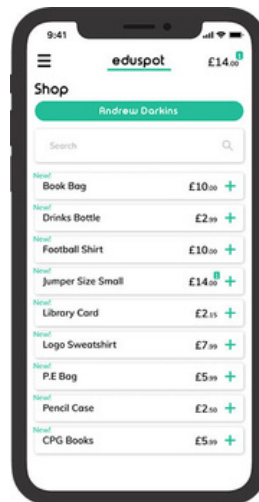 9:41
eduspot £14.00 1
Shop
Andrew Darkins
Search
New!
Book Bag £10.00 +
New!
Drinks Bottle £2.99 +
New!
Football Shirt £10.00 +
New!
Jumper Size Small £14.00 1 +
New!
Library Card £2.15 +
New!
Logo Sweatshirt £7.99 +
New!
P.E Bag £5.99 +
New!
Pencil Case £2.50 +
New!
CPG Books £5.99 +